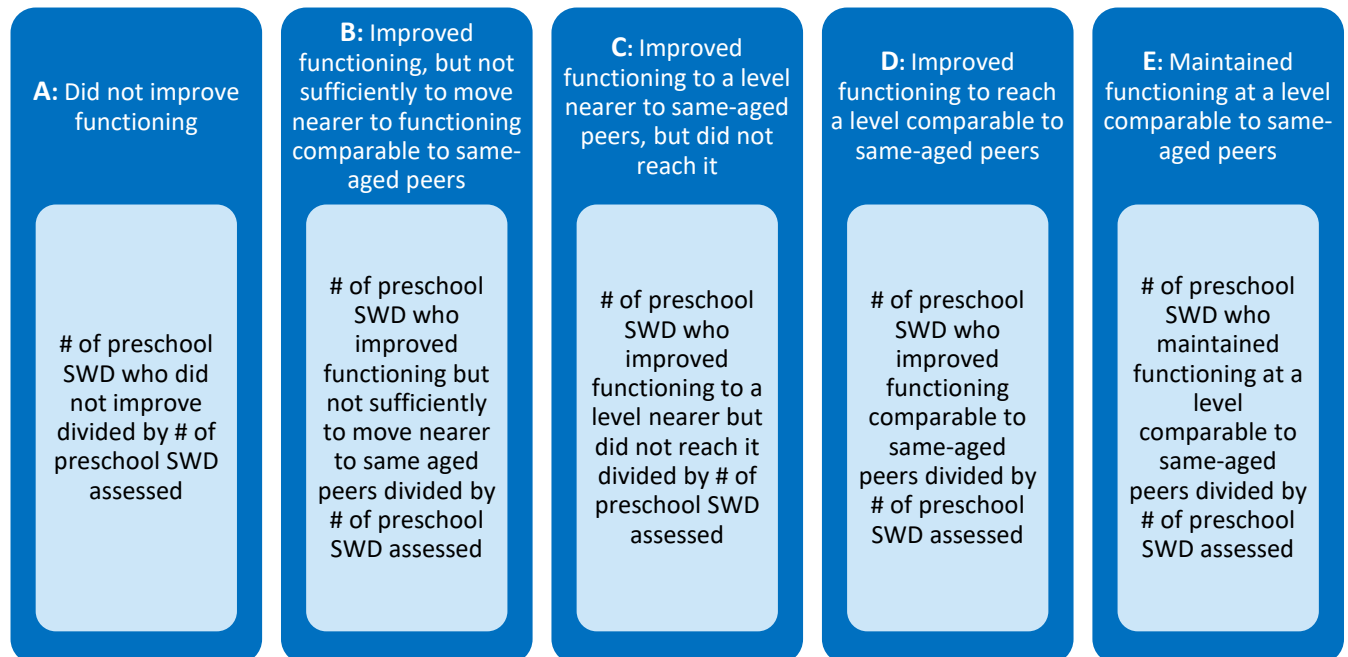 A: Did not improve
functioning
# of preschool
SWD who did
not improve
divided by # of
preschool SWD
assessed
B: Improved
functioning, but not
sufficiently to move
nearer to functioning
comparable to same-
aged peers
# of preschool
SWD who
improved
functioning but
not sufficiently
to move nearer
to same aged
peers divided by
# of preschool
SWD assessed
C: Improved
functioning to a level
nearer to same-aged
peers, but did not
reach it
# of preschool
SWD who
improved
functioning to a
level nearer but
did not reach it
divided by # of
preschool SWD
assessed
D: Improved
functioning to reach
a level comparable to
same-aged peers
# of preschool
SWD who
improved
functioning
comparable to
same-aged
peers divided by
# of preschool
SWD assessed
E: Maintained
functioning at a level
comparable to same-
aged peers
# of preschool
SWD who
maintained
functioning at a
level
comparable to
same-aged
peers divided by
# of preschool
SWD assessed